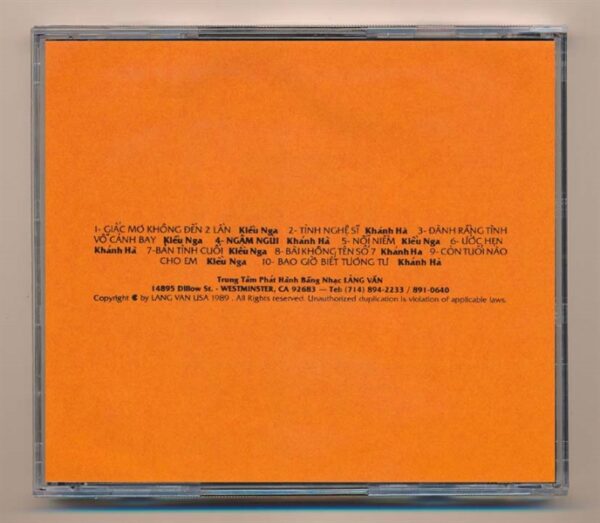 1- GIẤC MƠ KHÔNG ĐẾN 2 LẦN Kiều Nga 2- TÌNH NGHỆ SĨ Khánh Hà 3- ĐÀNH RẰNG TÌNH
VỖ CÁNH BAY Kiều Nga 4- NGẬM NGÙI Khánh Hà 5- NỖI NIỀM Kiều Nga 6- ƯỚC HẸN
Khánh Hà 7- BẢN TÌNH CUỐI Kiều Nga 8- BÀI KHÔNG TÊN SỐ 7 Khánh Hà 9- CÒN TUỔI NÀO
CHO EM Kiều Nga 10- BAO GIỜ BIẾT TƯƠNG TƯ Khánh Hà
Trung Tâm Phát Hành Băng Nhạc LÀNG VĂN
14895 Dillow St. - WESTMINSTER, CA 92683 — Tel: (714) 894-2233 / 891-0640
Copyright © by LANG VAN USA 1989 . All Rights reserved. Unauthorized duplication is violation of applicable laws.